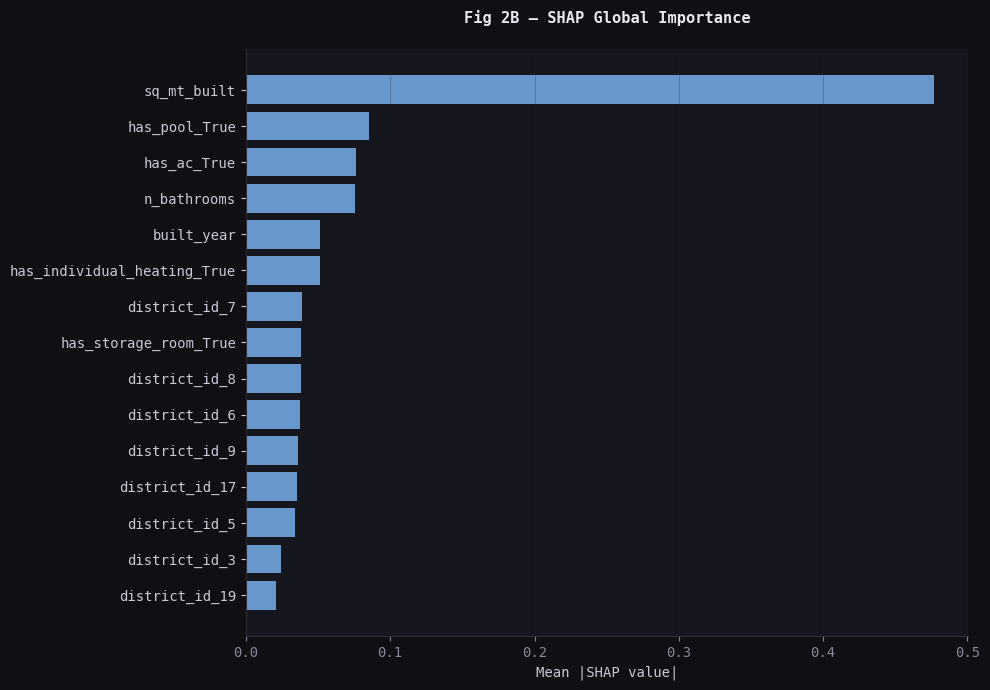 Fig 2B — SHAP Global Importance
sq_mt_built
has_pool_True
has_ac_True
n_bathrooms
built_year
has_individual_heating_True
district_id_7
has_storage_room_True
district_id_8
district_id_6
district_id_9
district_id_17
district_id_5
district_id_3
district_id_19
0.0 0.1 0.2 0.3 0.4 0.5
Mean |SHAP value|